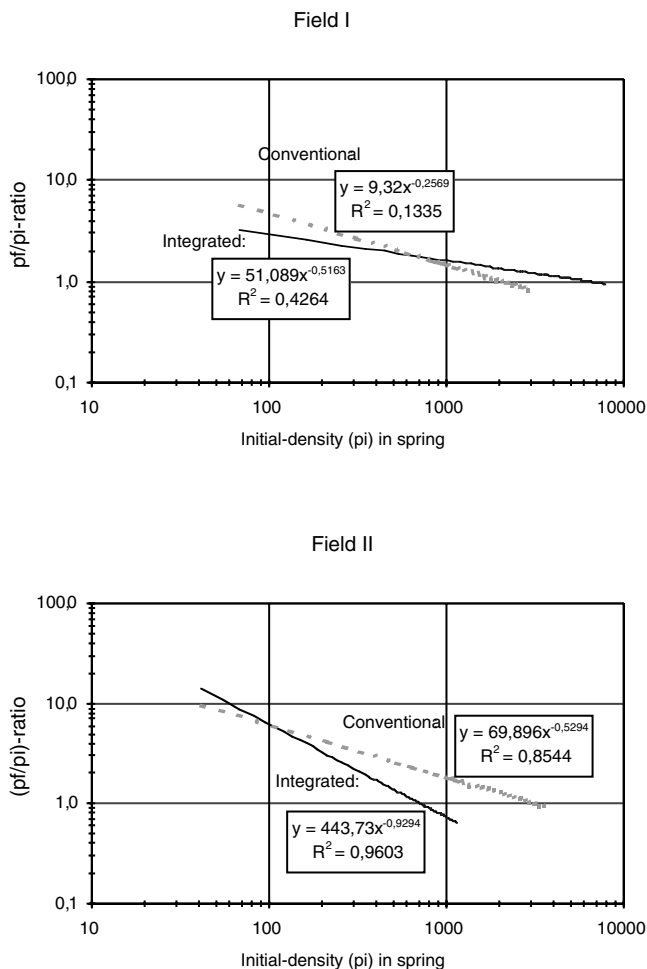 Field I
pf/pi-ratio
100,0
10,0
1,0
0,1
Conventional
y = 9,32x-0,2569
R2 = 0,1335
Integrated:
y = 51,089x-0,5163
R2 = 0,4264
10
100
1000
10000
Initial-density (pi) in spring
Field II
(pf/pi)-ratio
100,0
10,0
1,0
0,1
Conventional
y = 69,896x-0,5294
R2 = 0,8544
Integrated:
y = 443,73x-0,9294
R2 = 0,9603
10
100
1000
10000
Initial-density (pi) in spring